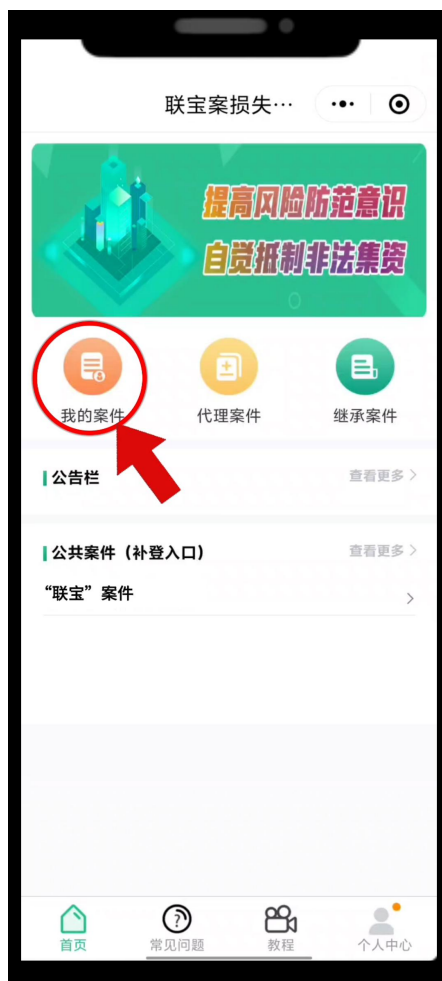 联宝案损失…
提高风险防范意识
自觉抵制非法集资
我的案件
代理案件
继承案件
公告栏
查看更多
公共案件（补登入口）
查看更多
“联宝”案件
首页
常见问题
教程
个人中心